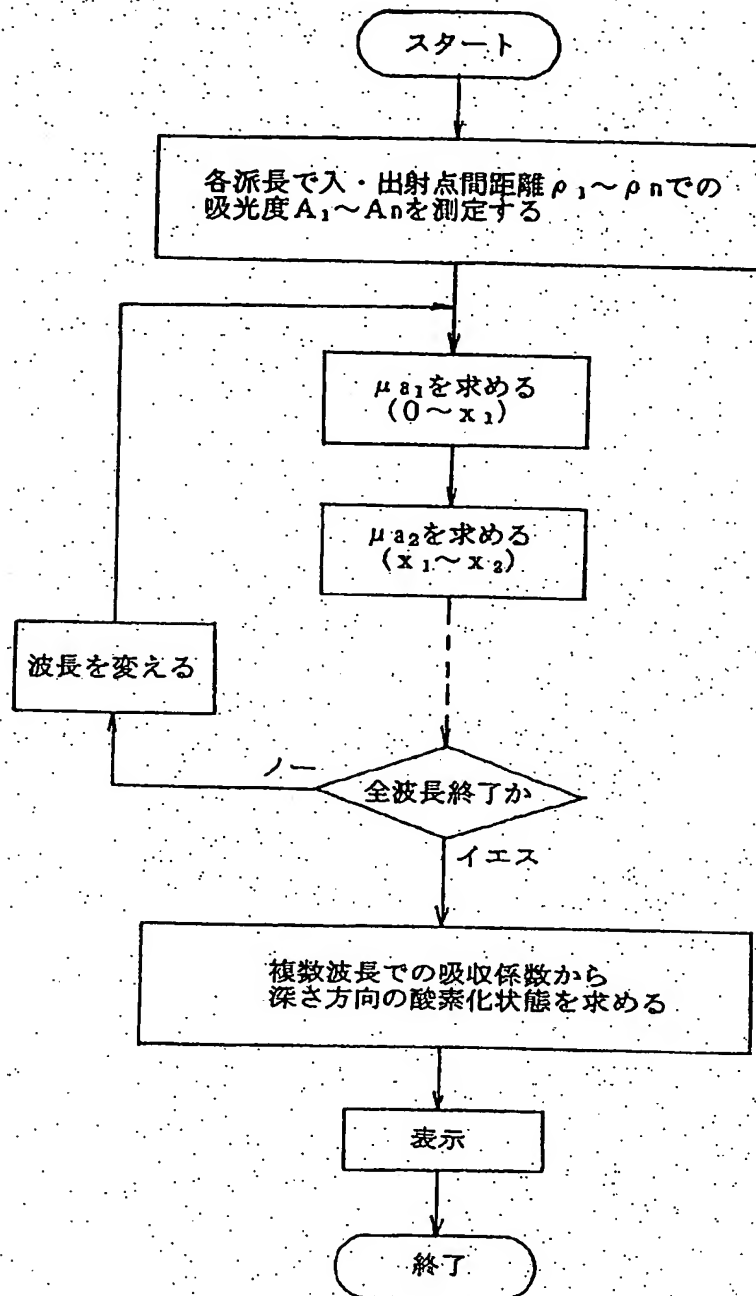 スタート
各派長で入・出射点間距離ρ₁～ρnでの
吸光度A₁～Anを測定する
μa₁を求める
(0～x₁)
μa₂を求める
(x₁～x₂)
波長を変える
ノー
全波長終了か
イエス
複数波長での吸収係数から
深さ方向の酸素化状態を求める
表示
終了